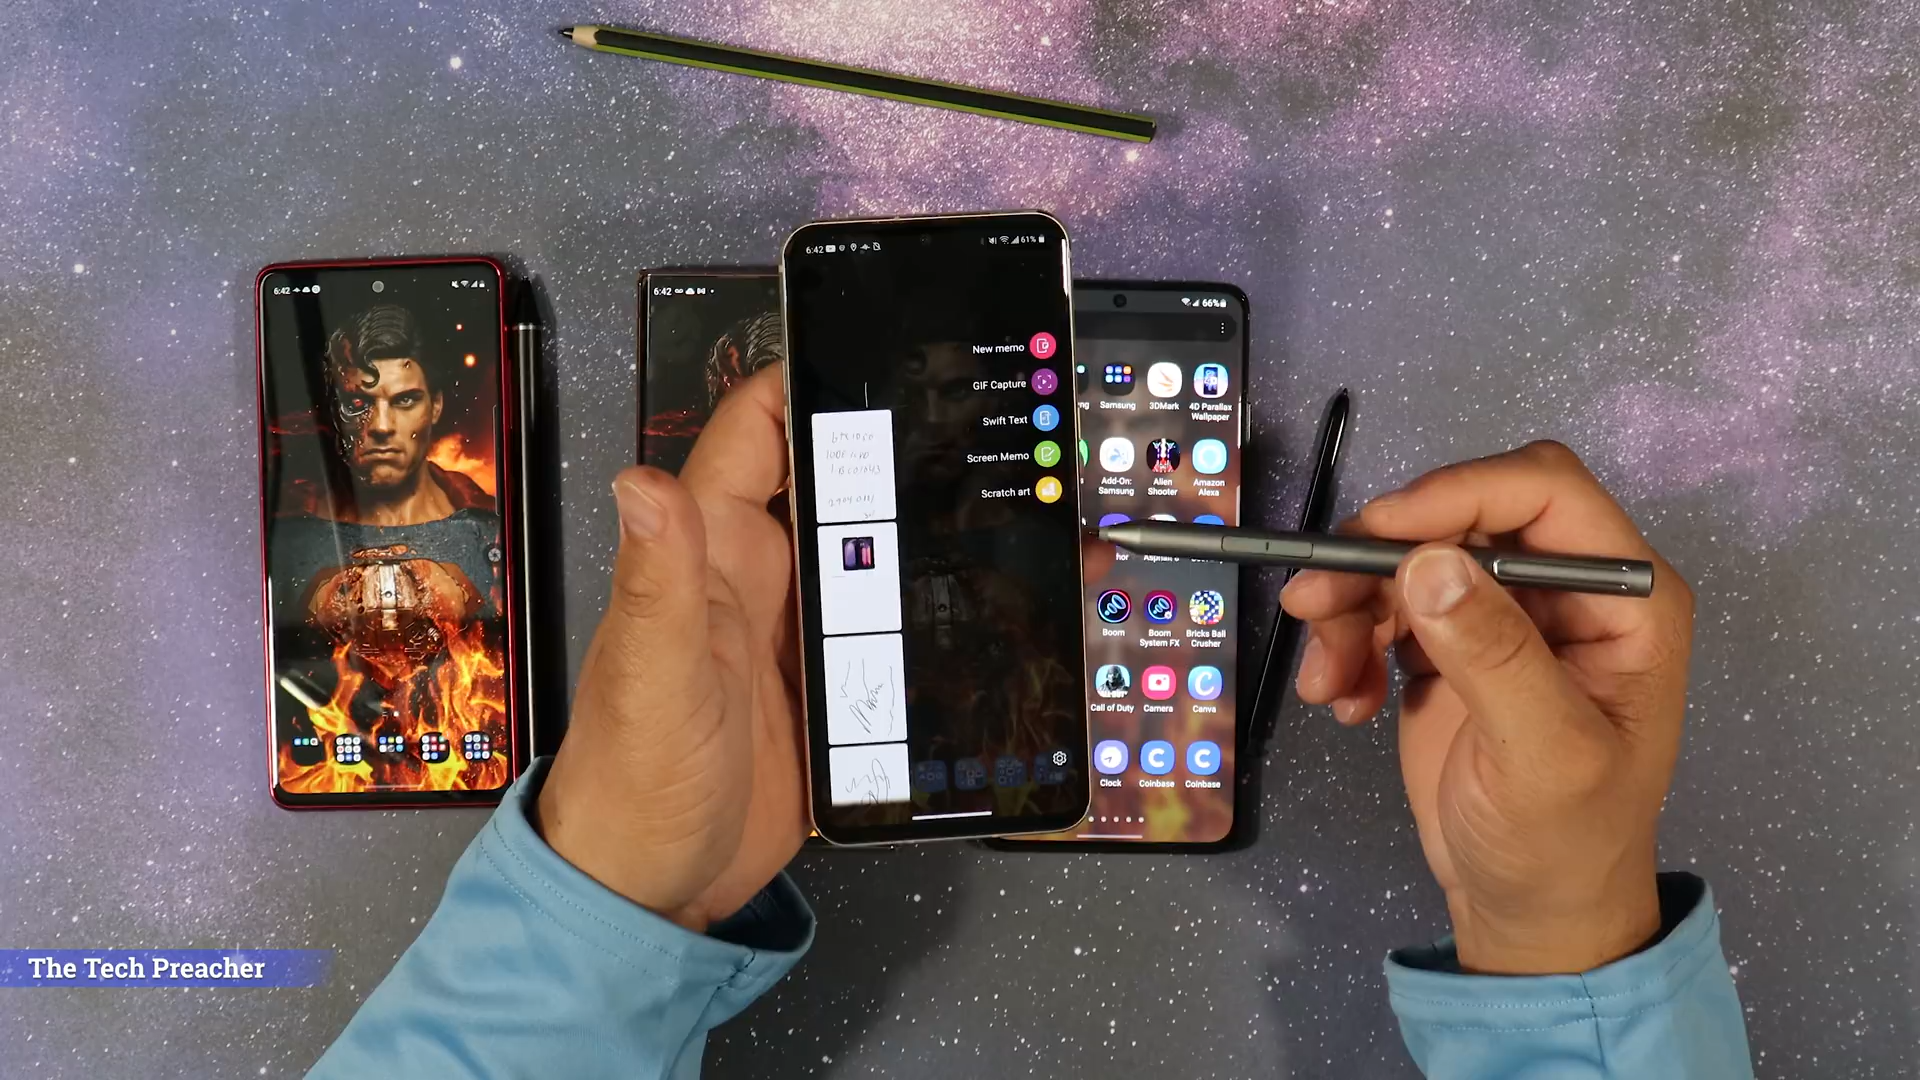 6:42
6:42
6:42
61%
66%
New memo
GIF Capture
Swift Text
Screen Memo
Scratch art
Samsung
3DMark
4D Parallax
Wallpaper
Add-On:
Samsung
Alien
Shooter
Amazon
Alexa
Boom
Boom
System FX
Bricks Ball
Crusher
Call of Duty
Camera
Canva
Clock
Coinbase
Coinbase
The Tech Preacher